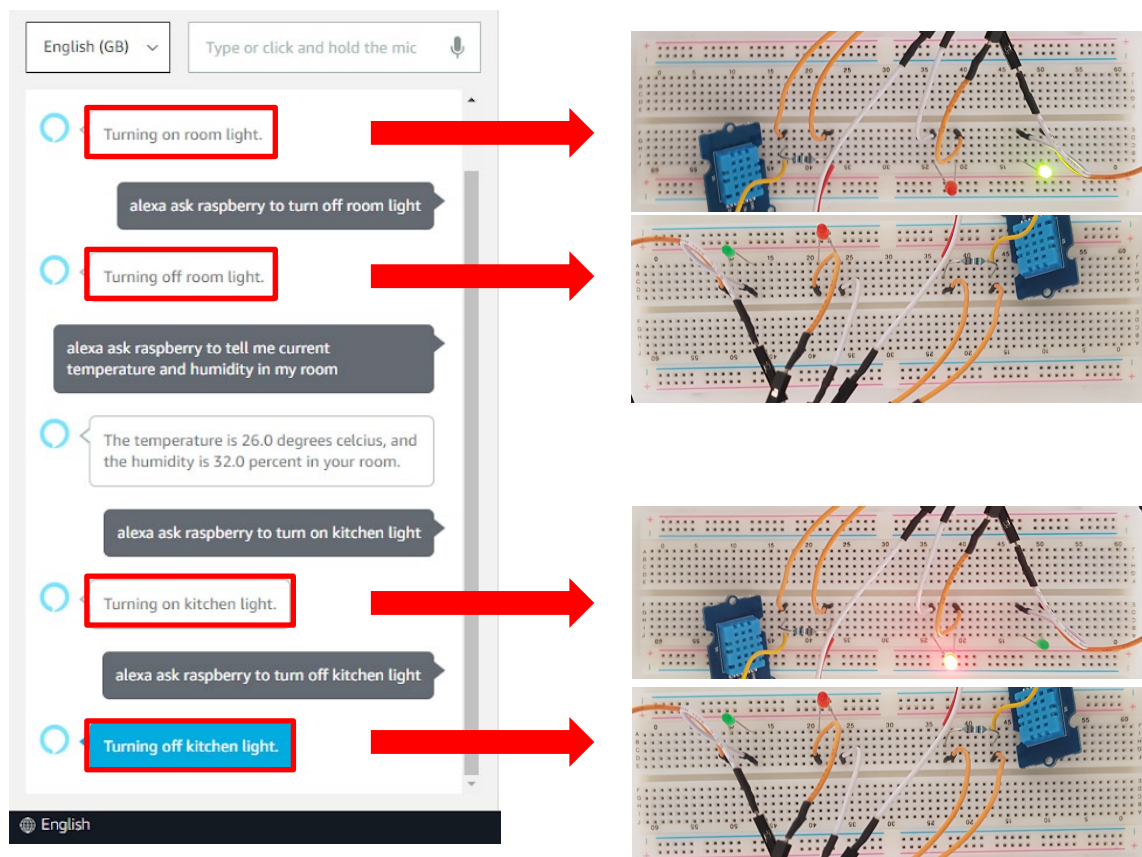 English (GB)
Type or click and hold the mic
Turning on room light.
alexa ask raspberry to turn off room light
Turning off room light.
alexa ask raspberry to tell me current
temperature and humidity in my room
The temperature is 26.0 degrees celcius, and
the humidity is 32.0 percent in your room.
alexa ask raspberry to turn on kitchen light
Turning on kitchen light.
alexa ask raspberry to turn off kitchen light
Turning off kitchen light.
English